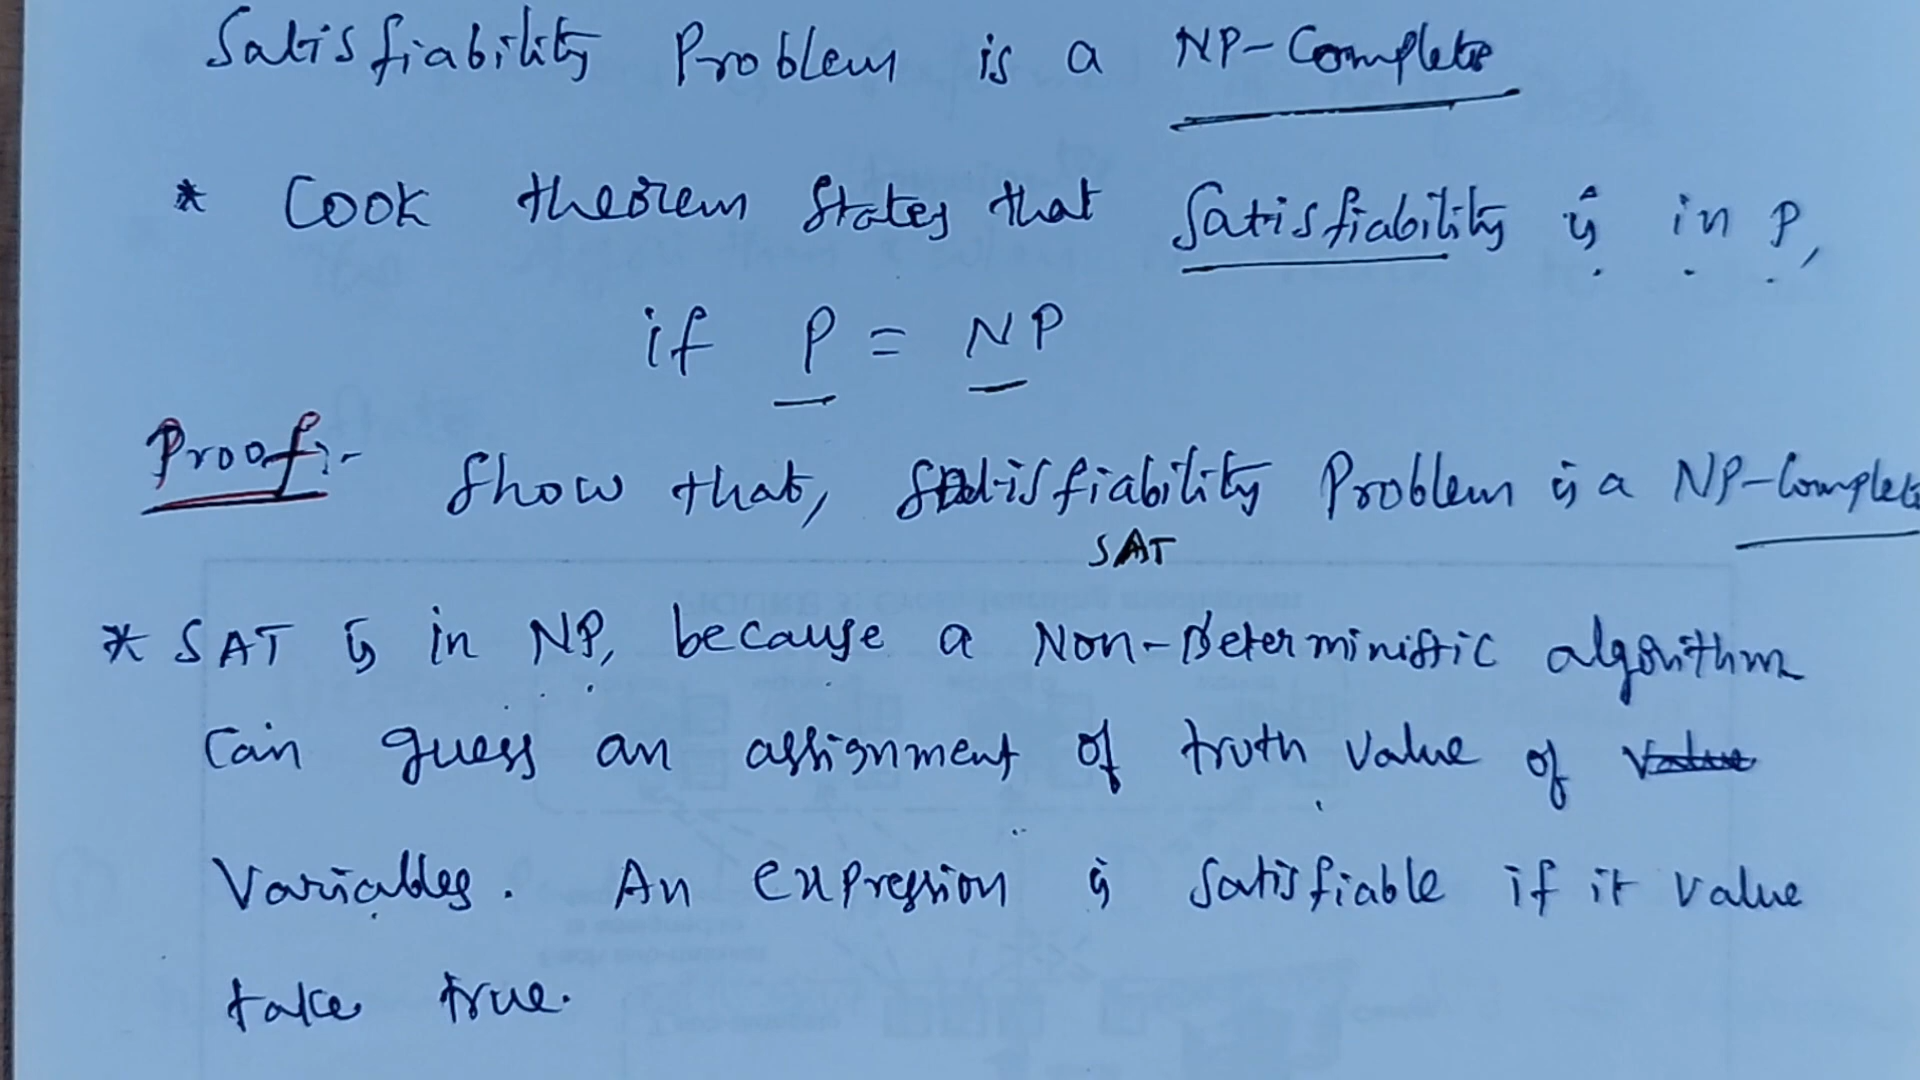 Satisfiability Problem is a NP-Complete
* Cook theorem states that Satisfiability is in P,
if P = NP
Proof:- Show that, Satisfiability Problem is a NP-Complete
SAT
* SAT is in NP, because a Non-Deterministic algorithm
can guess an assignment of truth value of value
Variables. An expression is satisfiable if it value
take true.